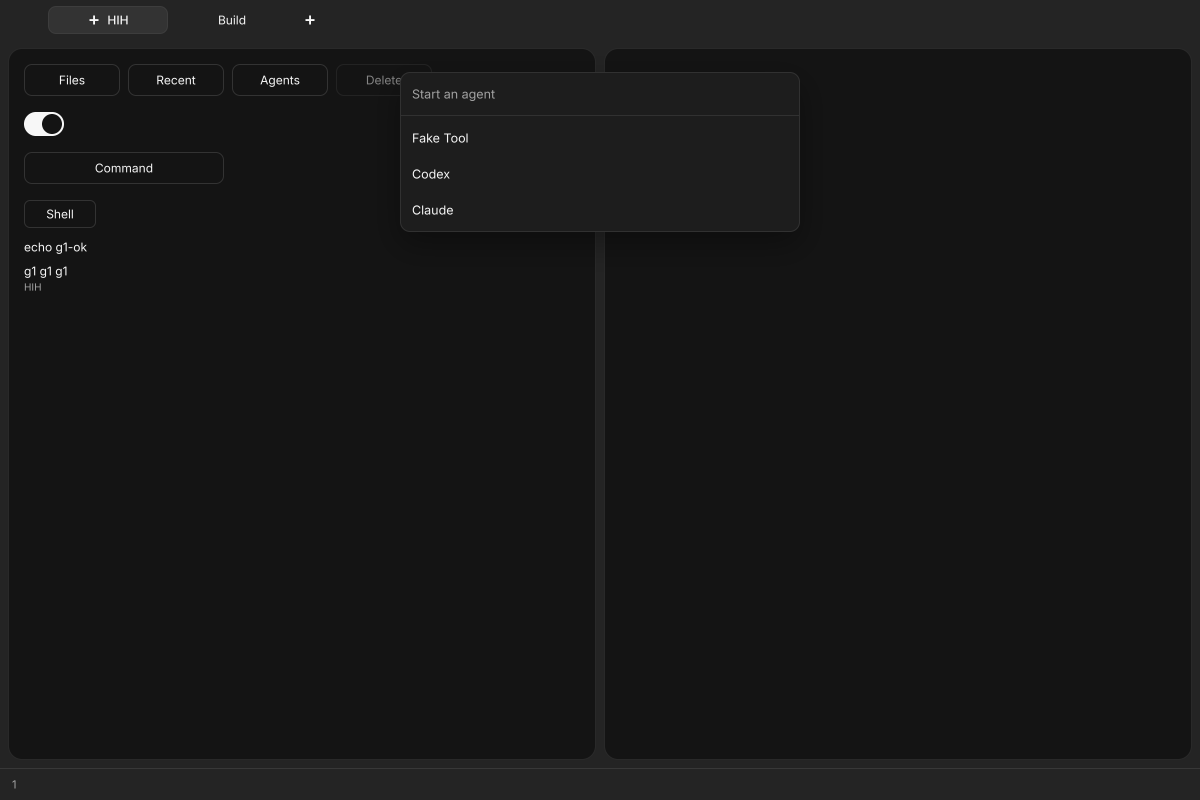 HIH
Build
Files
Recent
Agents
Delete
Start an agent
Fake Tool
Codex
Claude
Command
Shell
echo g1-ok
g1 g1 g1
HIH
1